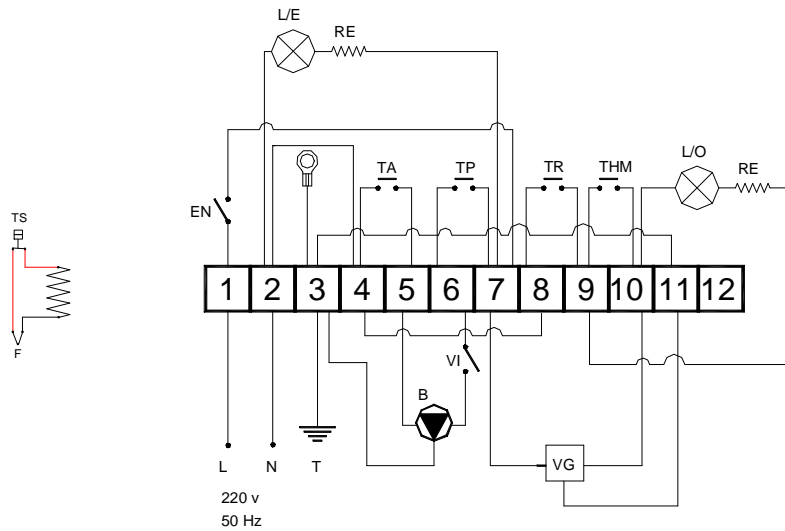 L/E
RE
TA
TP
TR
THM
L/O
RE
EN
TS
1 2 3 4 5 6 7 8 9 10 11 12
F
VI
B
VG
L N T
220 v
50 Hz